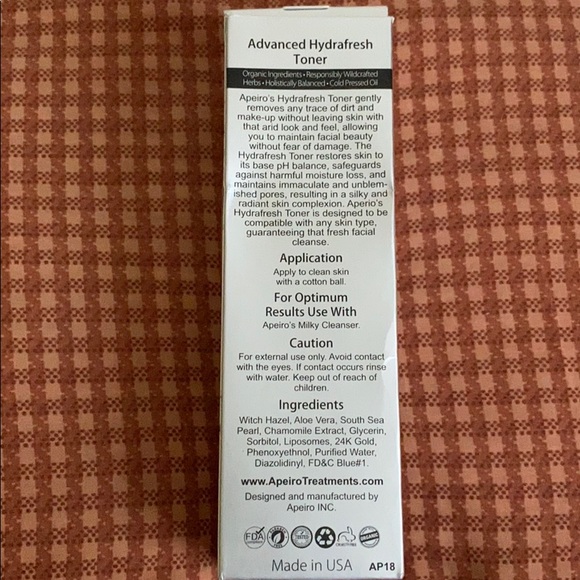 Advanced Hydrafresh
Toner
Organic Ingredients • Responsibly Wildcrafted
Herbs • Holistically Balanced • Cold Pressed Oil
Apeiro's Hydrafresh Toner gently
removes any trace of dirt and
make-up without leaving skin with
that arid look and feel, allowing
you to maintain facial beauty
without fear of damage. The
Hydrafresh Toner restores skin to
its base pH balance, safeguards
against harmful moisture loss, and
maintains immaculate and unblem-
ished pores, resulting in a silky and
radiant skin complexion. Aperio's
Hydrafresh Toner is designed to be
compatible with any skin type,
guaranteeing that fresh facial
cleanse.
Application
Apply to clean skin
with a cotton ball.
For Optimum
Results Use With
Apeiro's Milky Cleanser.
Caution
For external use only. Avoid contact
with the eyes. If contact occurs rinse
with water. Keep out of reach of
children.
Ingredients
Witch Hazel, Aloe Vera, South Sea
Pearl, Chamomile Extract, Glycerin,
Sorbitol, Liposomes, 24K Gold,
Phenoxyethol, Purified Water,
Diazolidinyl, FD&C Blue#1.
www.ApeiroTreatments.com
Designed and manufactured by
Apeiro INC.
FDA
ORGANIC
Made in USA AP18